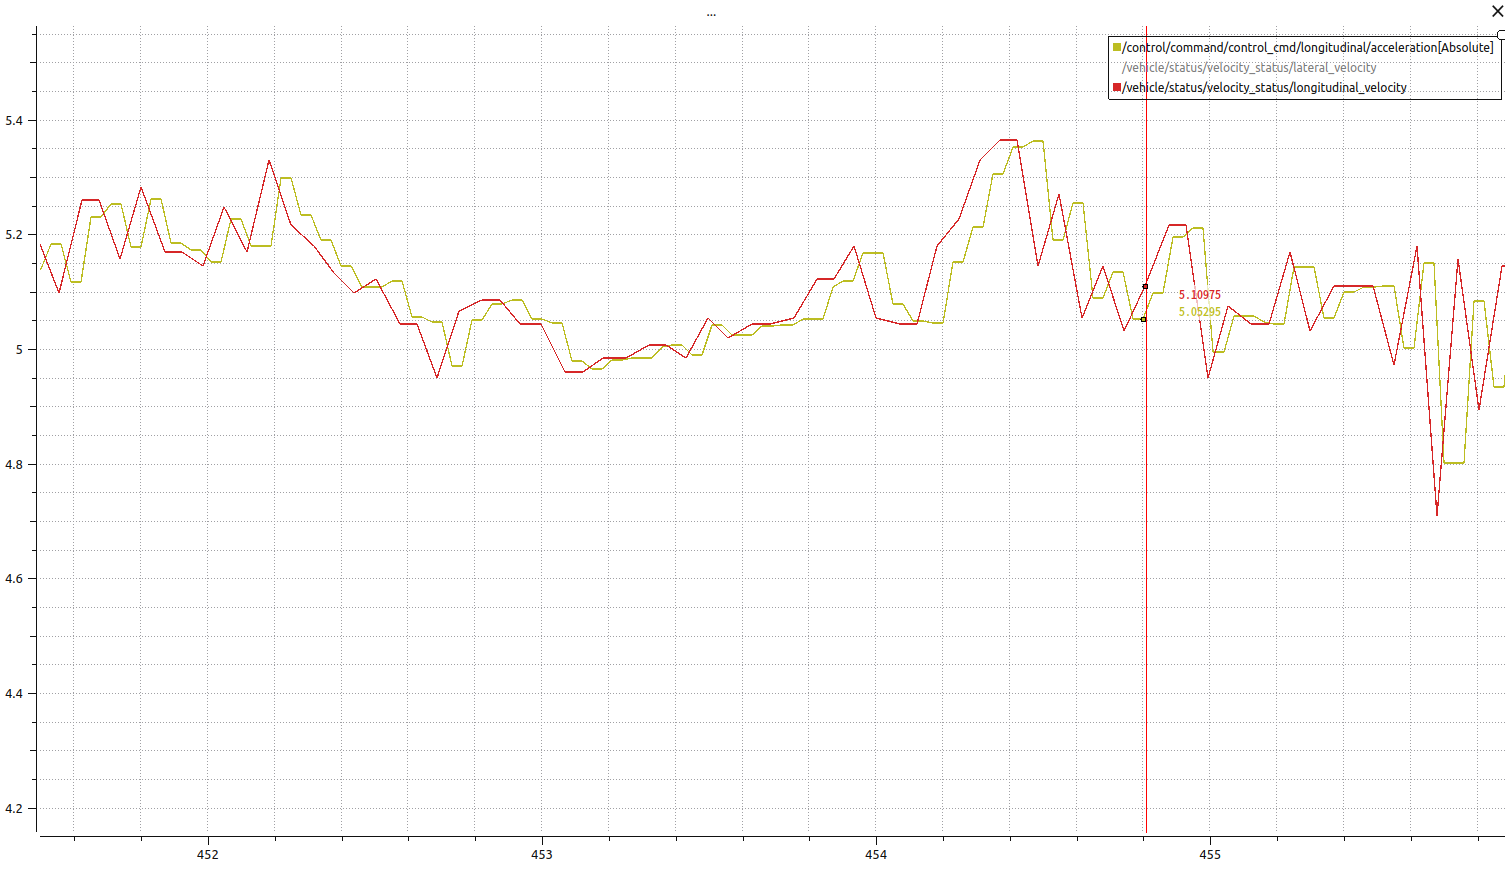 ...
/control/command/control_cmd/longitudinal/acceleration[Absolute]
/vehicle/status/velocity_status/lateral_velocity
/vehicle/status/velocity_status/longitudinal_velocity
5.4
5.2
5.10975
5.05295
5
4.8
4.6
4.4
4.2
452 453 454 455